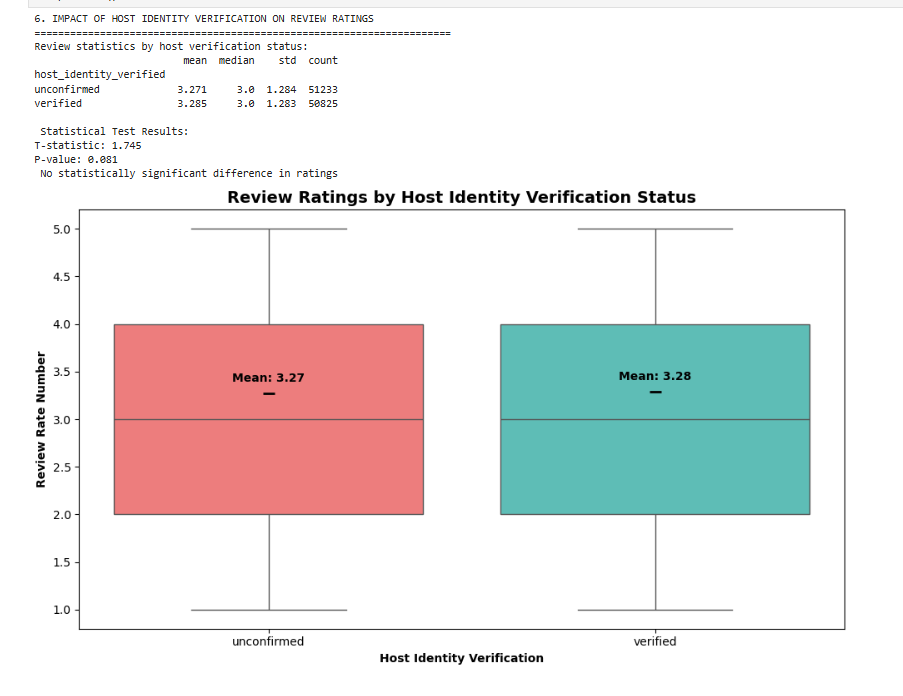 6. IMPACT OF HOST IDENTITY VERIFICATION ON REVIEW RATINGS
======================================================================
Review statistics by host verification status:
mean median std count
host_identity_verified
unconfirmed 3.271 3.0 1.284 51233
verified 3.285 3.0 1.283 50825
Statistical Test Results:
T-statistic: 1.745
P-value: 0.081
No statistically significant difference in ratings
Review Ratings by Host Identity Verification Status
5.0
4.5
4.0
3.5
3.0
2.5
2.0
1.5
1.0
Review Rate Number
Mean: 3.27
Mean: 3.28
unconfirmed
verified
Host Identity Verification